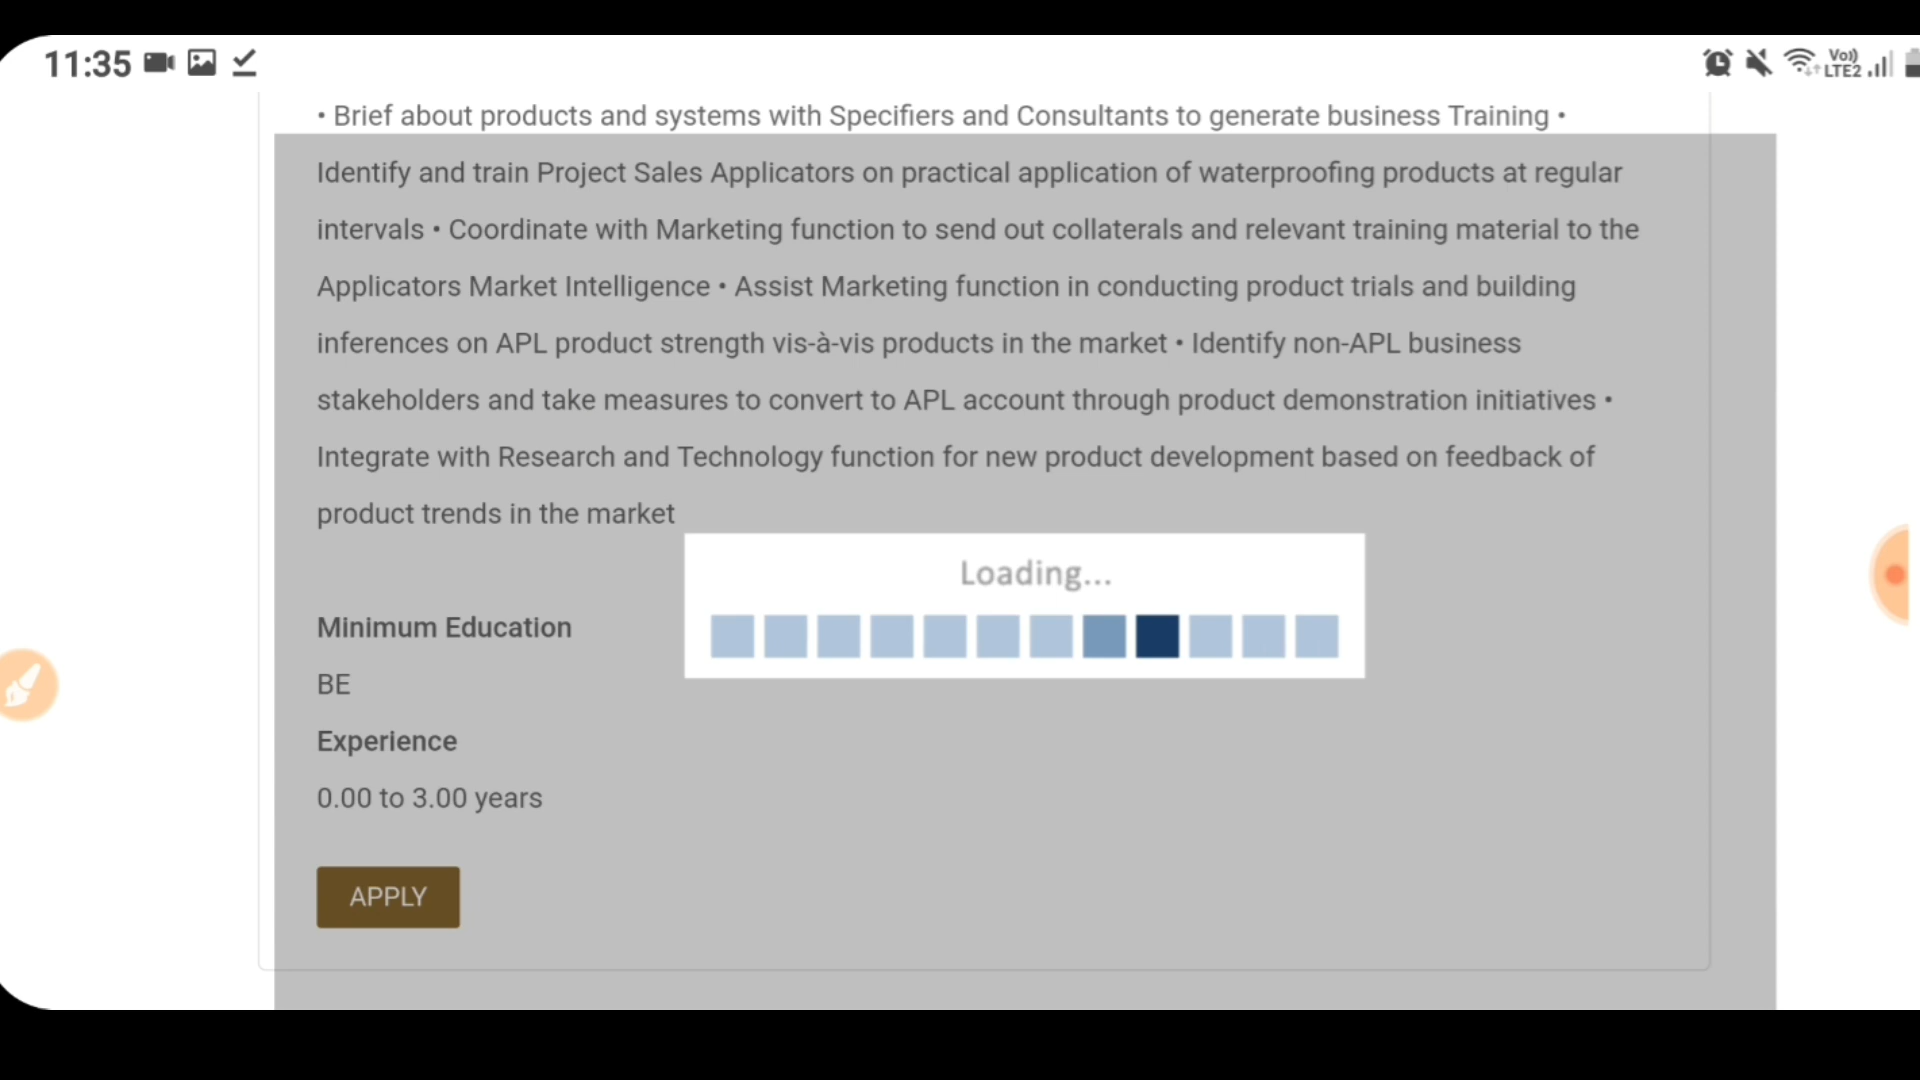 11:35
Vo)) LTE2
• Brief about products and systems with Specifiers and Consultants to generate business Training •
Identify and train Project Sales Applicators on practical application of waterproofing products at regular
intervals • Coordinate with Marketing function to send out collaterals and relevant training material to the
Applicators Market Intelligence • Assist Marketing function in conducting product trials and building
inferences on APL product strength vis-à-vis products in the market • Identify non-APL business
stakeholders and take measures to convert to APL account through product demonstration initiatives •
Integrate with Research and Technology function for new product development based on feedback of
product trends in the market
Loading...
Minimum Education
BE
Experience
0.00 to 3.00 years
APPLY